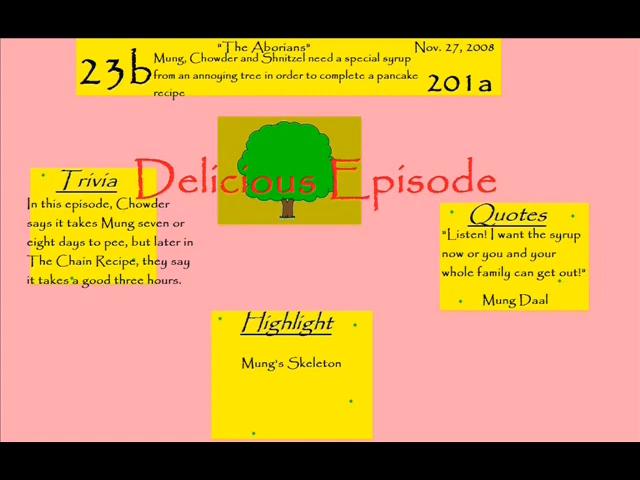 23b
"The Aborians"
Nov. 27, 2008
Mung, Chowder and Shnitzel need a special syrup
from an annoying tree in order to complete a pancake
recipe
201a
Delicious Episode
Trivia
In this episode, Chowder
says it takes Mung seven or
eight days to pee, but later in
The Chain Recipe, they say
it takes a good three hours.
Quotes
"Listen! I want the syrup
now or you and your
whole family can get out!"
Mung Daal
Highlight
Mung's Skeleton